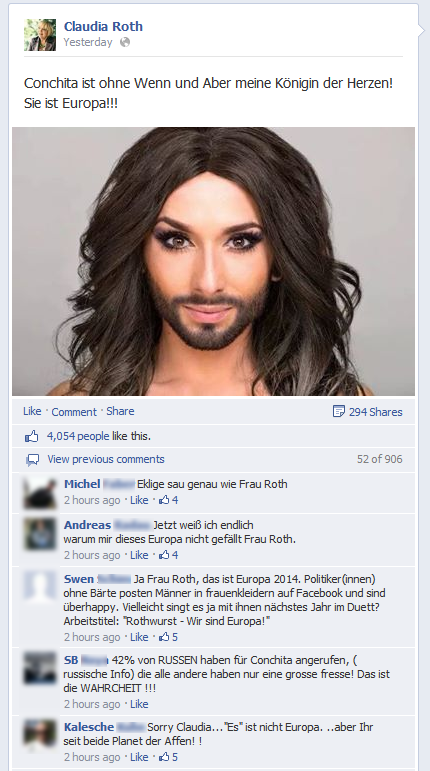 Claudia Roth
Yesterday
Conchita ist ohne Wenn und Aber meine Königin der Herzen!
Sie ist Europa!!!
Like · Comment · Share
294 Shares
4,054 people like this.
View previous comments
52 of 906
Michel Eklige sau genau wie Frau Roth
2 hours ago · Like · 4
Andreas Jetzt weiß ich endlich
warum mir dieses Europa nicht gefällt Frau Roth.
2 hours ago · Like · 4
Swen Ja Frau Roth, das ist Europa 2014. Politiker(innen)
ohne Bärte posten Männer in frauenkleidern auf Facebook und sind
überhappy. Vielleicht singt es ja mit ihnen nächstes Jahr im Duett?
Arbeitstitel: "Rothwurst - Wir sind Europa!"
2 hours ago · Like · 5
SB 42% von RUSSEN haben für Conchita angerufen, (
russische Info) die alle andere haben nur eine grosse fresse! Das ist
die WAHRCHEIT !!!
2 hours ago · Like
Kalesche Sorry Claudia..."Es" ist nicht Europa. ..aber Ihr
seit beide Planet der Affen! !
2 hours ago · Like · 5